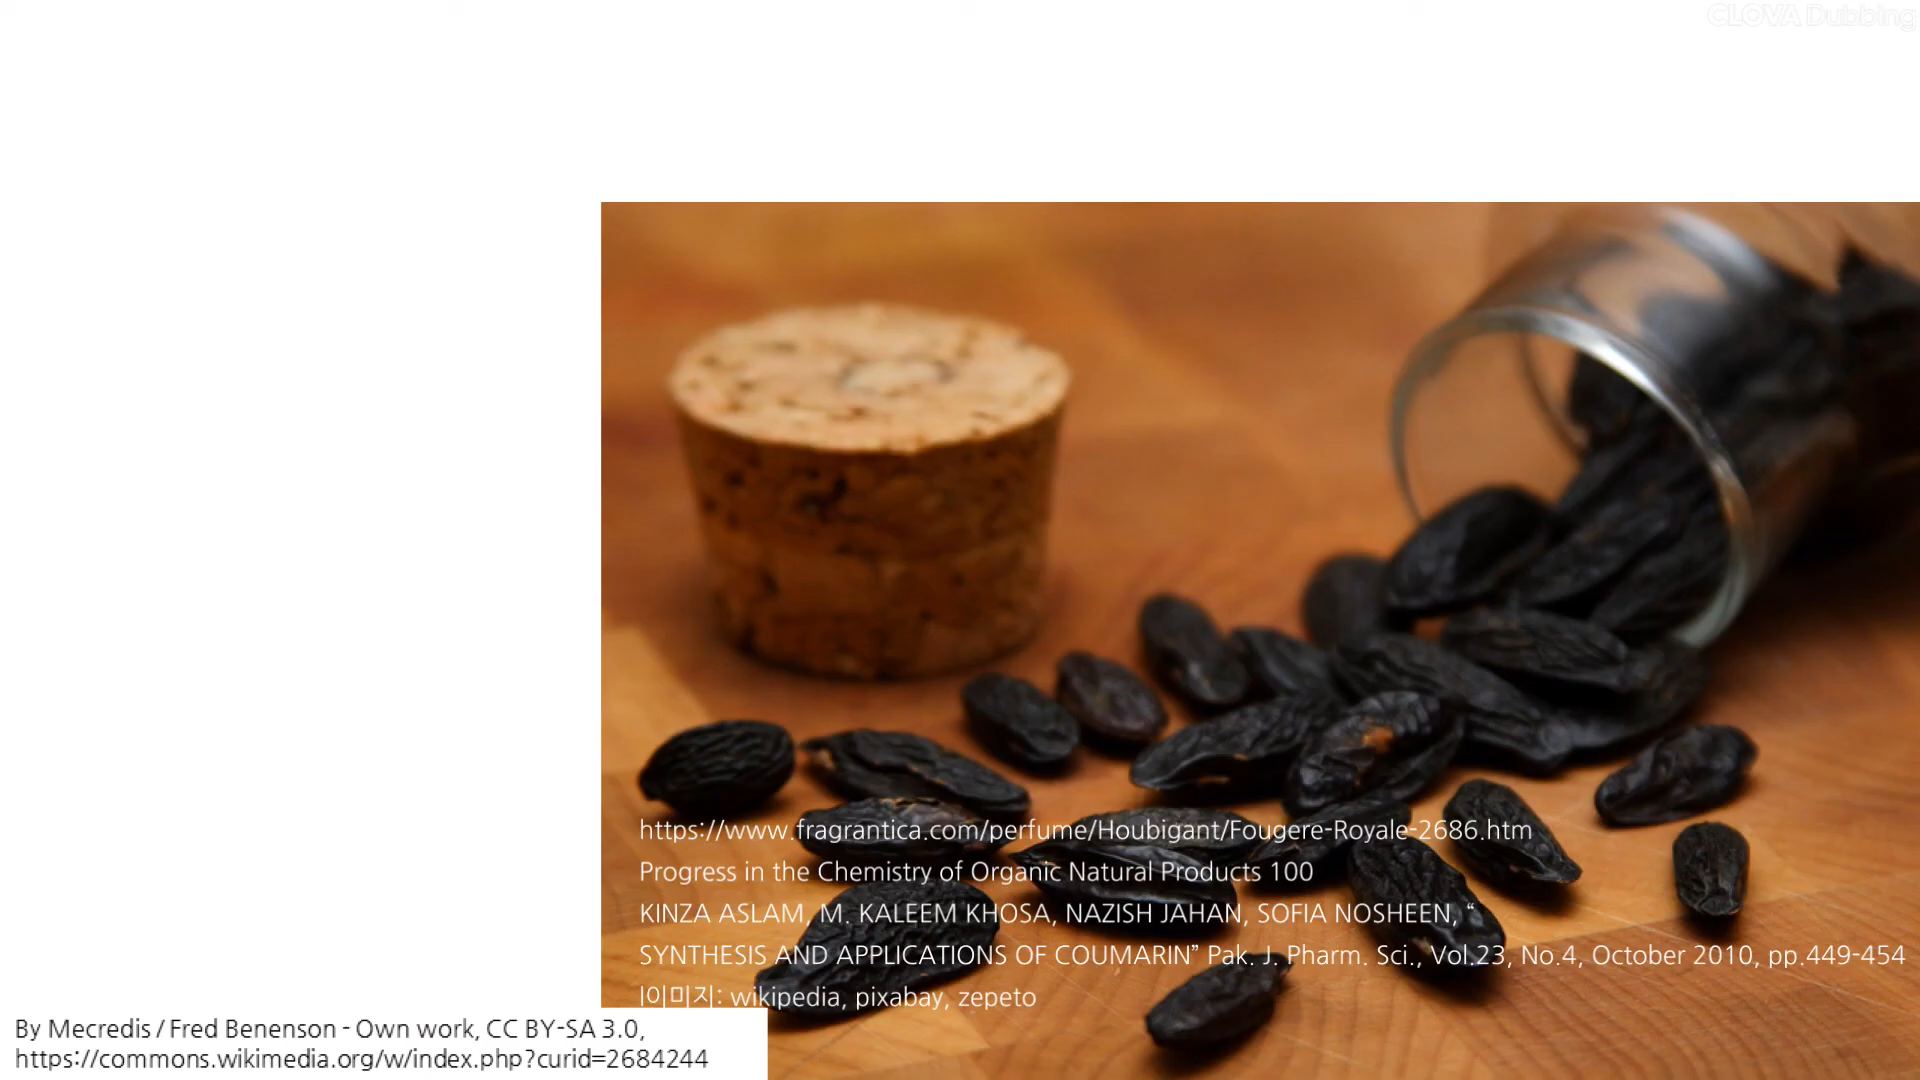 CLOVA Dubbing
https://www.fragrantica.com/perfume/Houbigant/Fougere-Royale-2686.htm
Progress in the Chemistry of Organic Natural Products 100
KINZA ASLAM, M. KALEEM KHOSA, NAZISH JAHAN, SOFIA NOSHEEN, “
SYNTHESIS AND APPLICATIONS OF COUMARIN” Pak. J. Pharm. Sci., Vol.23, No.4, October 2010, pp.449-454
이미지: wikipedia, pixabay, zepeto
By Mecredis / Fred Benenson - Own work, CC BY-SA 3.0,
https://commons.wikimedia.org/w/index.php?curid=2684244